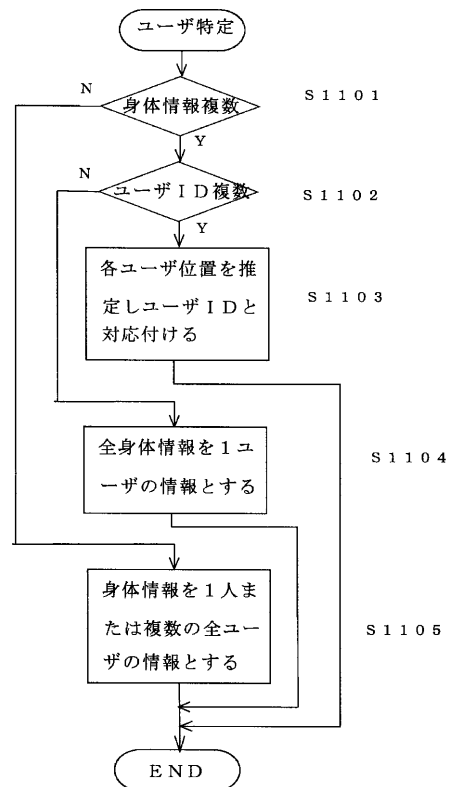 ユーザ特定
N
身体情報複数
S1101
Y
N
ユーザID複数
S1102
Y
各ユーザ位置を推
定しユーザIDと
対応付ける
S1103
全身体情報を1ユ
ーザの情報とする
S1104
身体情報を1人ま
たは複数の全ユー
ザの情報とする
S1105
END